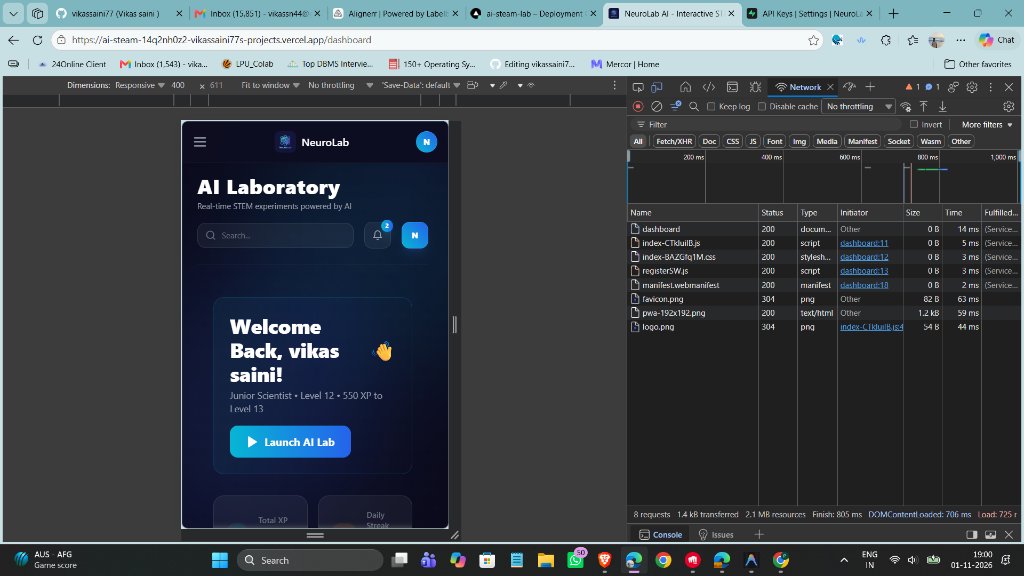 vikassaini77 (Vikas saini )
Inbox (15,851) - vikassn44@
Alignerr | Powered by Labelb
ai-steam-lab – Deployment
NeuroLab AI - Interactive ST
API Keys | Settings | NeuroLa
https://ai-steam-14q2nh0z2-vikassaini77s-projects.vercel.app/dashboard
Chat
24Online Client
Inbox (1,543) - vika...
LPU_Colab
Top DBMS Intervie...
150+ Operating Sy...
Editing vikassaini7...
Mercor | Home
Other favorites
Dimensions: Responsive 400 x 611 Fit to window No throttling 'Save-Data': default
NeuroLab
N
AI Laboratory
Real-time STEM experiments powered by AI
Search...
2
N
Welcome
Back, vikas
saini!
Junior Scientist • Level 12 • 550 XP to
Level 13
Launch AI Lab
Total XP
Daily
Streak
Network
1 1
Keep log Disable cache No throttling
Filter Invert More filters
All Fetch/XHR Doc CSS JS Font Img Media Manifest Socket Wasm Other
200 ms 400 ms 600 ms 800 ms 1,000 ms
Name Status Type Initiator Size Time Fulfilled...
dashboard 200 docum... Other 0 B 14 ms (Service...
index-CTkIuilB.js 200 script dashboard:11 0 B 5 ms (Service...
index-BAZGfq1M.css 200 stylesh... dashboard:12 0 B 3 ms (Service...
registerSW.js 200 script dashboard:13 0 B 3 ms (Service...
manifest.webmanifest 200 manifest dashboard:18 0 B 2 ms (Service...
favicon.png 304 png Other 82 B 63 ms
pwa-192x192.png 200 text/html Other 1.2 kB 59 ms
logo.png 304 png index-CTkIuilB.js:4 54 B 44 ms
8 requests 1.4 kB transferred 2.1 MB resources Finish: 805 ms DOMContentLoaded: 706 ms Load: 725 r
Console Issues
AUS - AFG
Game score
Search
50
ENG
IN
19:00
01-11-2026